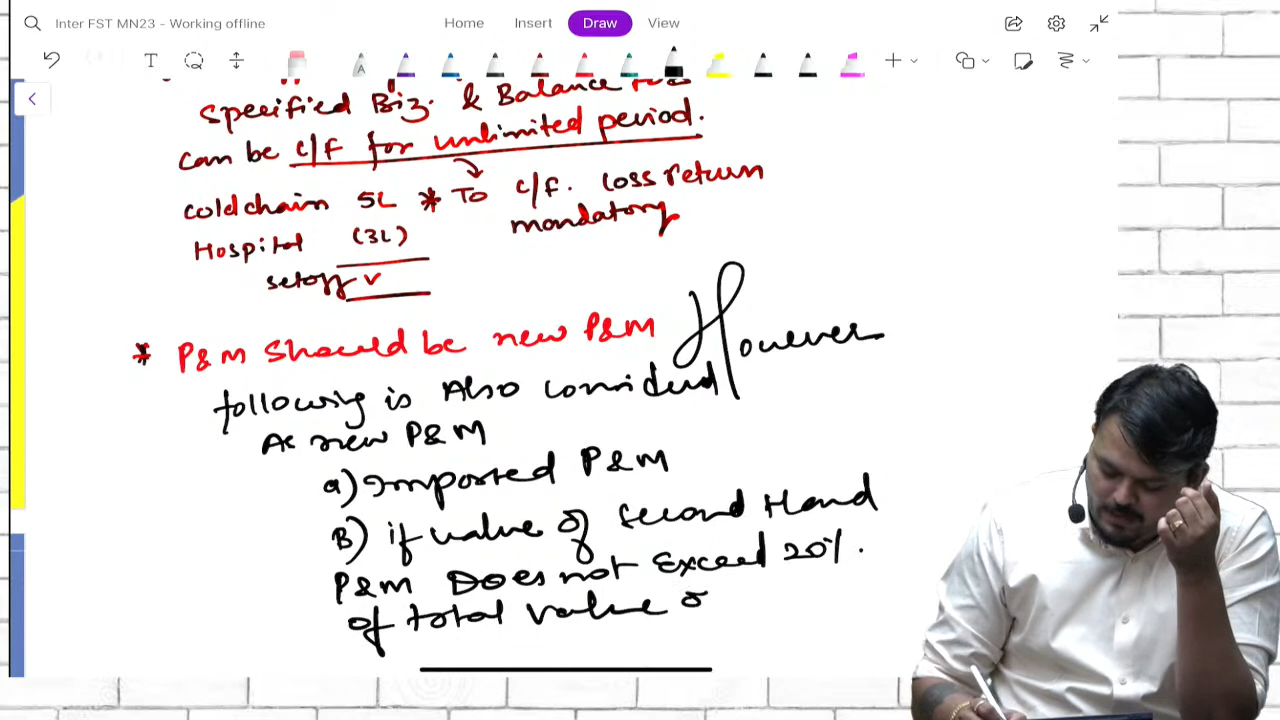 Inter FST MN23 - Working offline
Home Insert Draw View
Specified Biz. & Balance
can be c/f for unlimited period.
coldchain 5L * To c/f. loss return
mandatory
Hospital (3L)
setoff
* P&M should be new P&M However
following is Also considered
As new P&M
a) Imported P&M
B) if value of second Hand
P&M Does not Exceed 20%.
of total value o